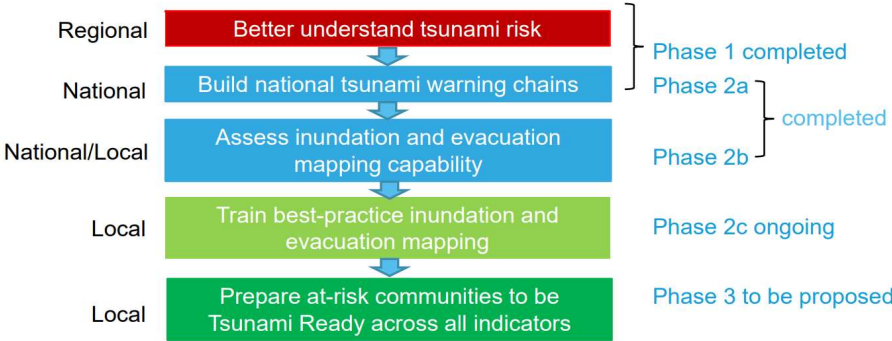 Regional
Better understand tsunami risk
Phase 1 completed
National
Build national tsunami warning chains
Phase 2a
completed
National/Local
Assess inundation and evacuation
mapping capability
Phase 2b
Local
Train best-practice inundation and
evacuation mapping
Phase 2c ongoing
Local
Prepare at-risk communities to be
Tsunami Ready across all indicators
Phase 3 to be proposed